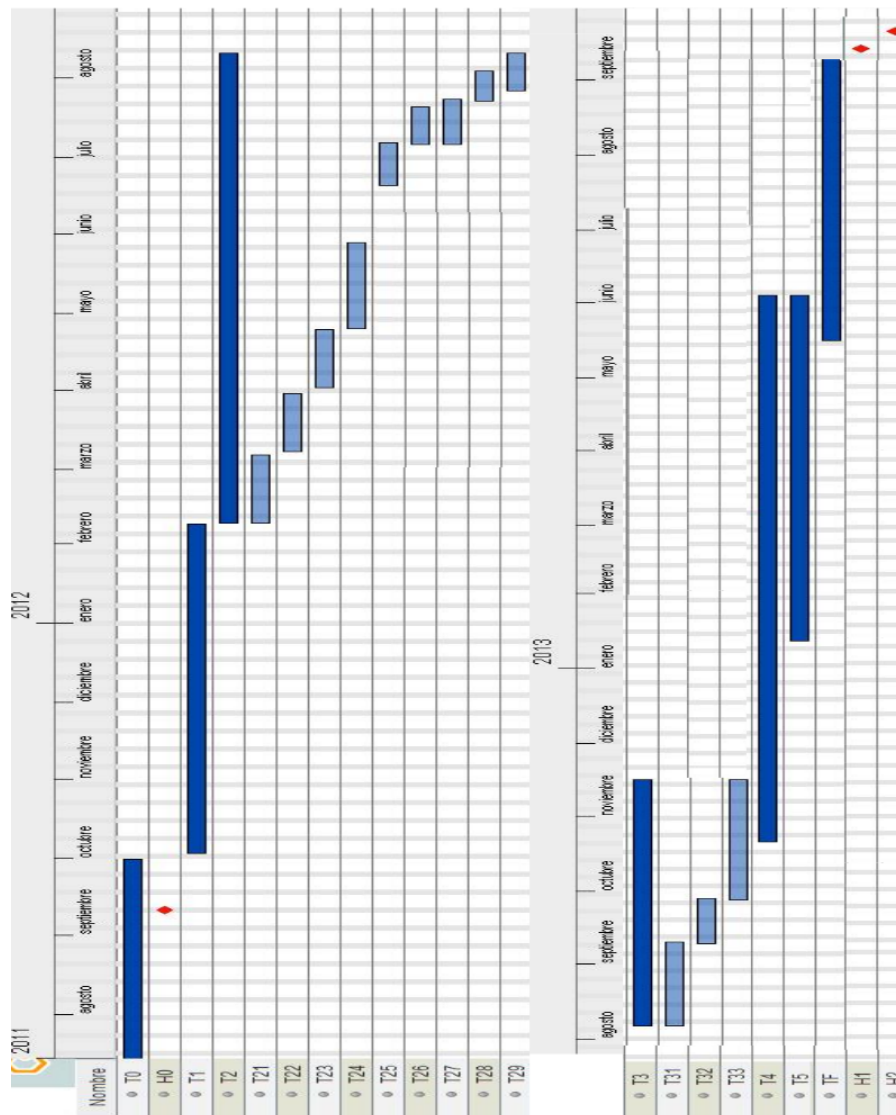 2011
2012
agosto
septiembre
octubre
noviembre
diciembre
enero
febrero
marzo
abril
mayo
junio
julio
agosto
Nombre
T0
H0
T1
T2
T21
T22
T23
T24
T25
T26
T27
T28
T29
2013
agosto
septiembre
octubre
noviembre
diciembre
enero
febrero
marzo
abril
mayo
junio
julio
agosto
septiembre
T3
T31
T32
T33
T4
T5
TF
H1
H2